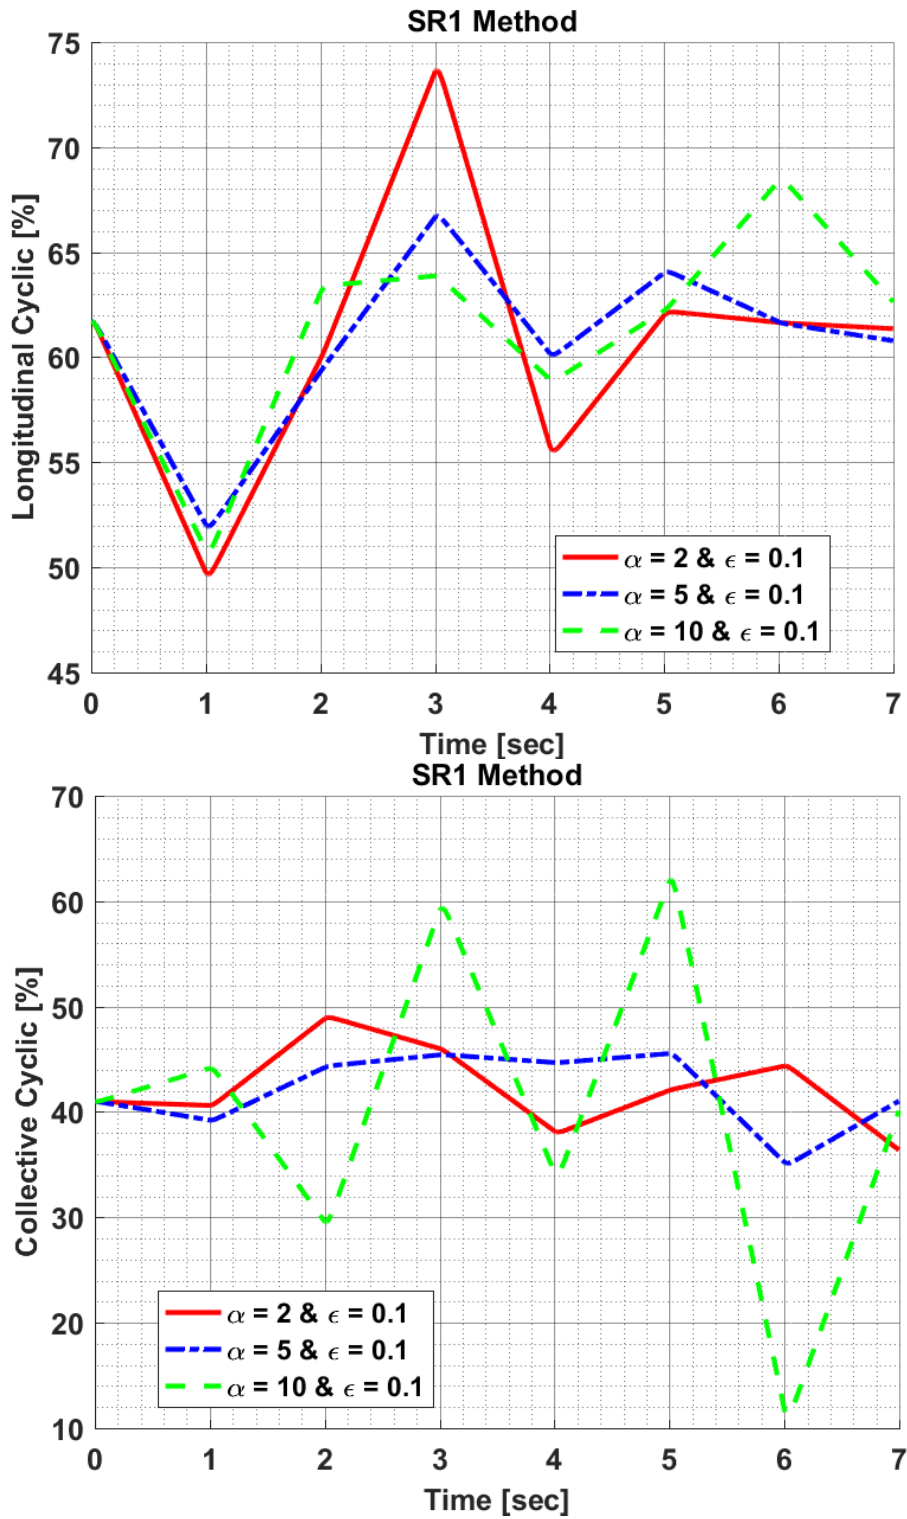 SR1 Method
Longitudinal Cyclic [%]
75
70
65
60
55
50
45
α = 2 & ϵ = 0.1
α = 5 & ϵ = 0.1
α = 10 & ϵ = 0.1
0 1 2 3 4 5 6 7
Time [sec]
SR1 Method
Collective Cyclic [%]
70
60
50
40
30
20
10
α = 2 & ϵ = 0.1
α = 5 & ϵ = 0.1
α = 10 & ϵ = 0.1
0 1 2 3 4 5 6 7
Time [sec]